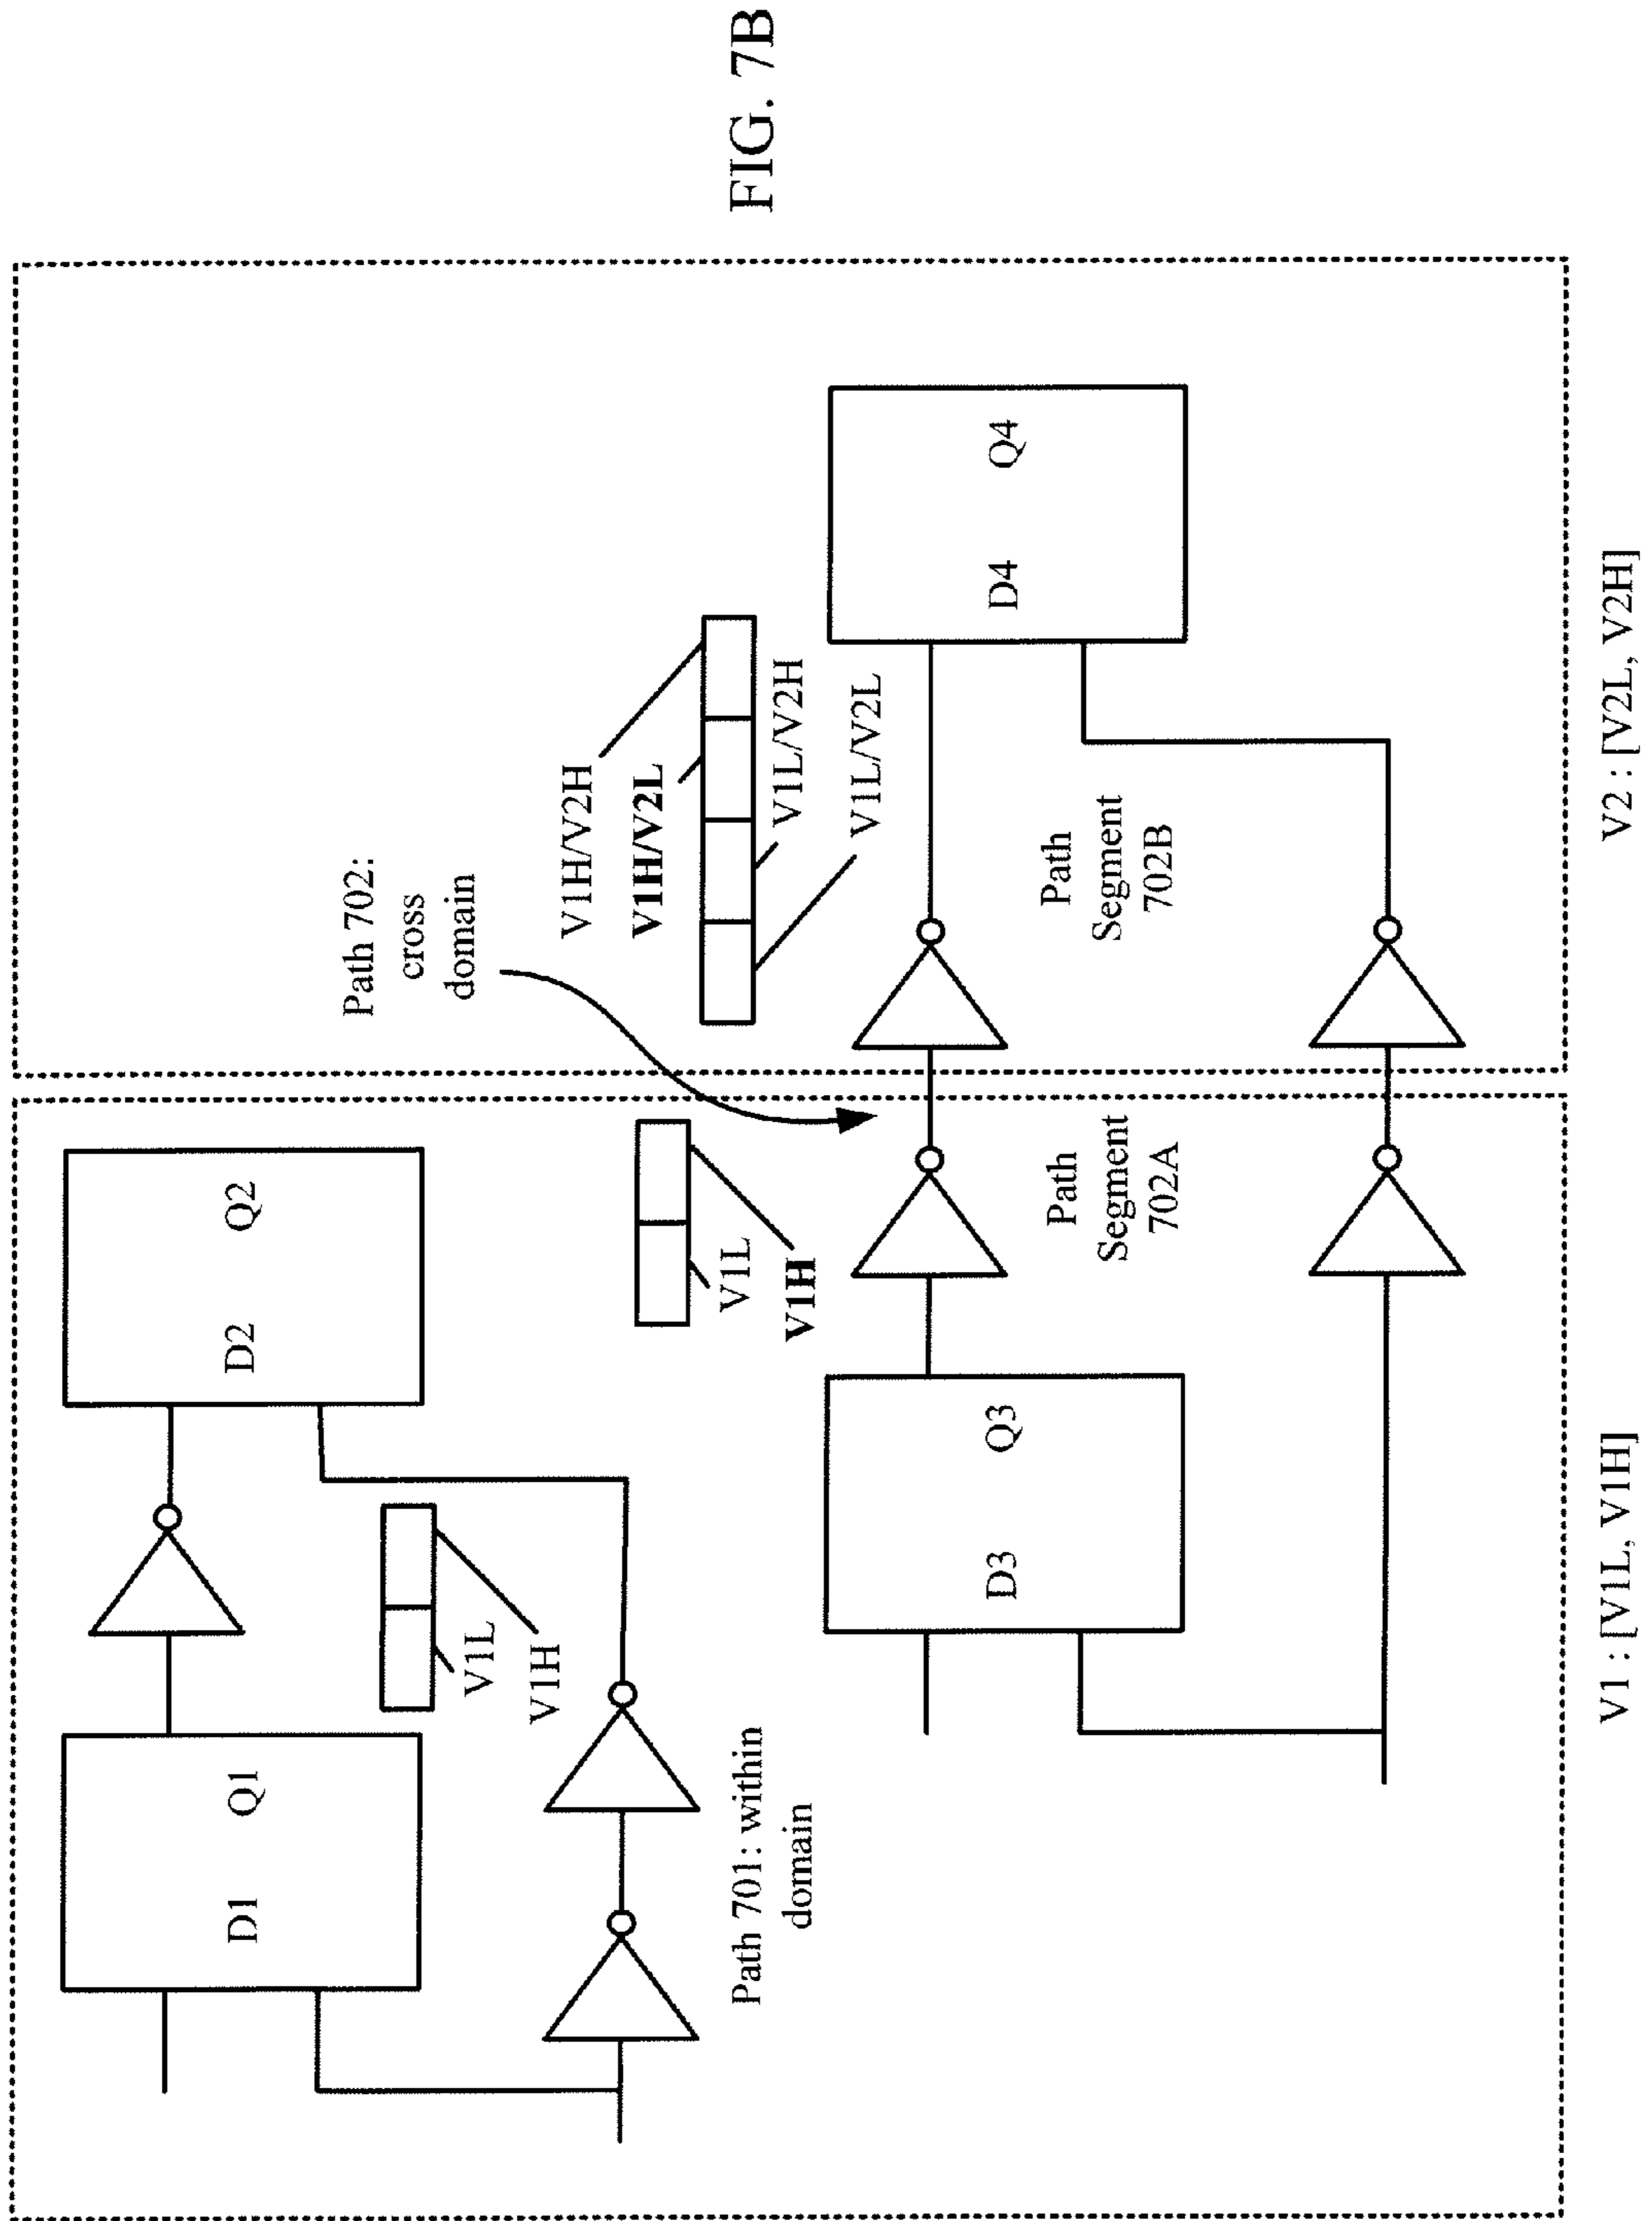 D1
Q1
D2
Q2
V1L
V1H
Path 701: within
domain
Path 702:
cross
domain
V1L
V1H
V1H/V2H
V1H/V2L
V1L/V2H
V1L/V2L
D3
Q3
D4
Q4
Path
Segment
702A
Path
Segment
702B
V1 : [V1L, V1H]
V2 : [V2L, V2H]
FIG. 7B